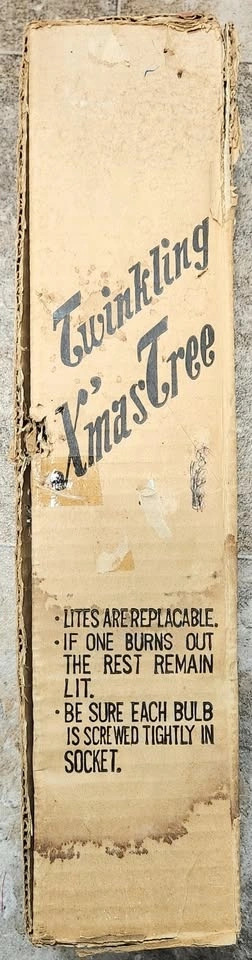 Twinkling
X'mas Tree
• LITES ARE REPLACABLE.
• IF ONE BURNS OUT
THE REST REMAIN
LIT.
• BE SURE EACH BULB
IS SCREWED TIGHTLY IN
SOCKET.